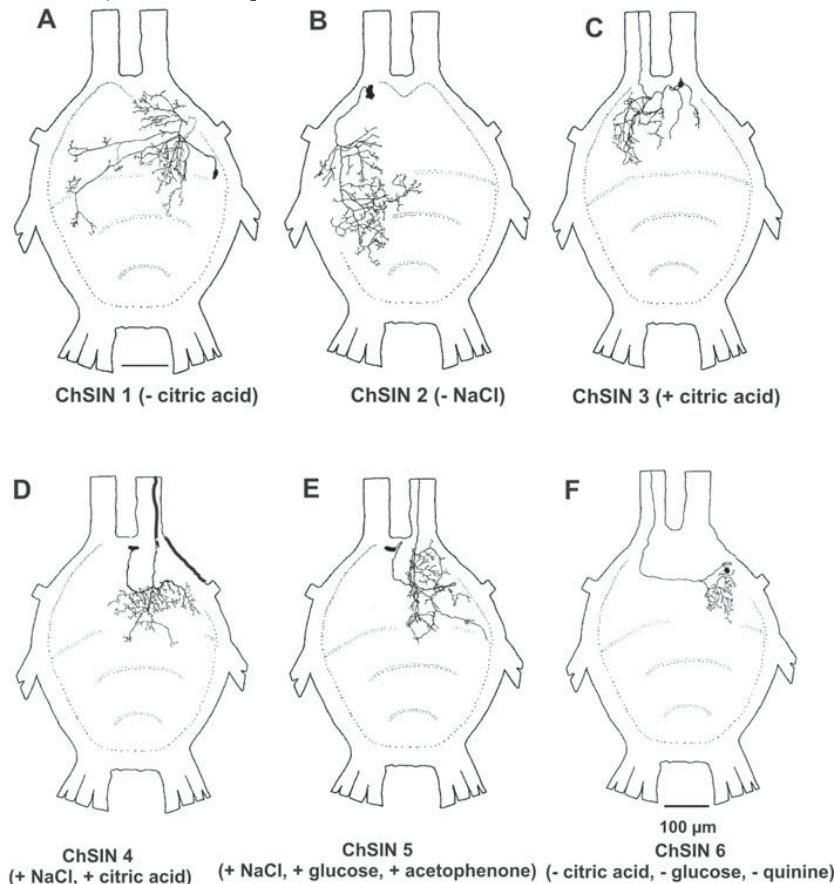 A
B
C
ChSIN 1 (- citric acid)
ChSIN 2 (- NaCl)
ChSIN 3 (+ citric acid)
D
E
F
100 µm
ChSIN 4
(+ NaCl, + citric acid)
ChSIN 5
(+ NaCl, + glucose, + acetophenone)
ChSIN 6
(- citric acid, - glucose, - quinine)